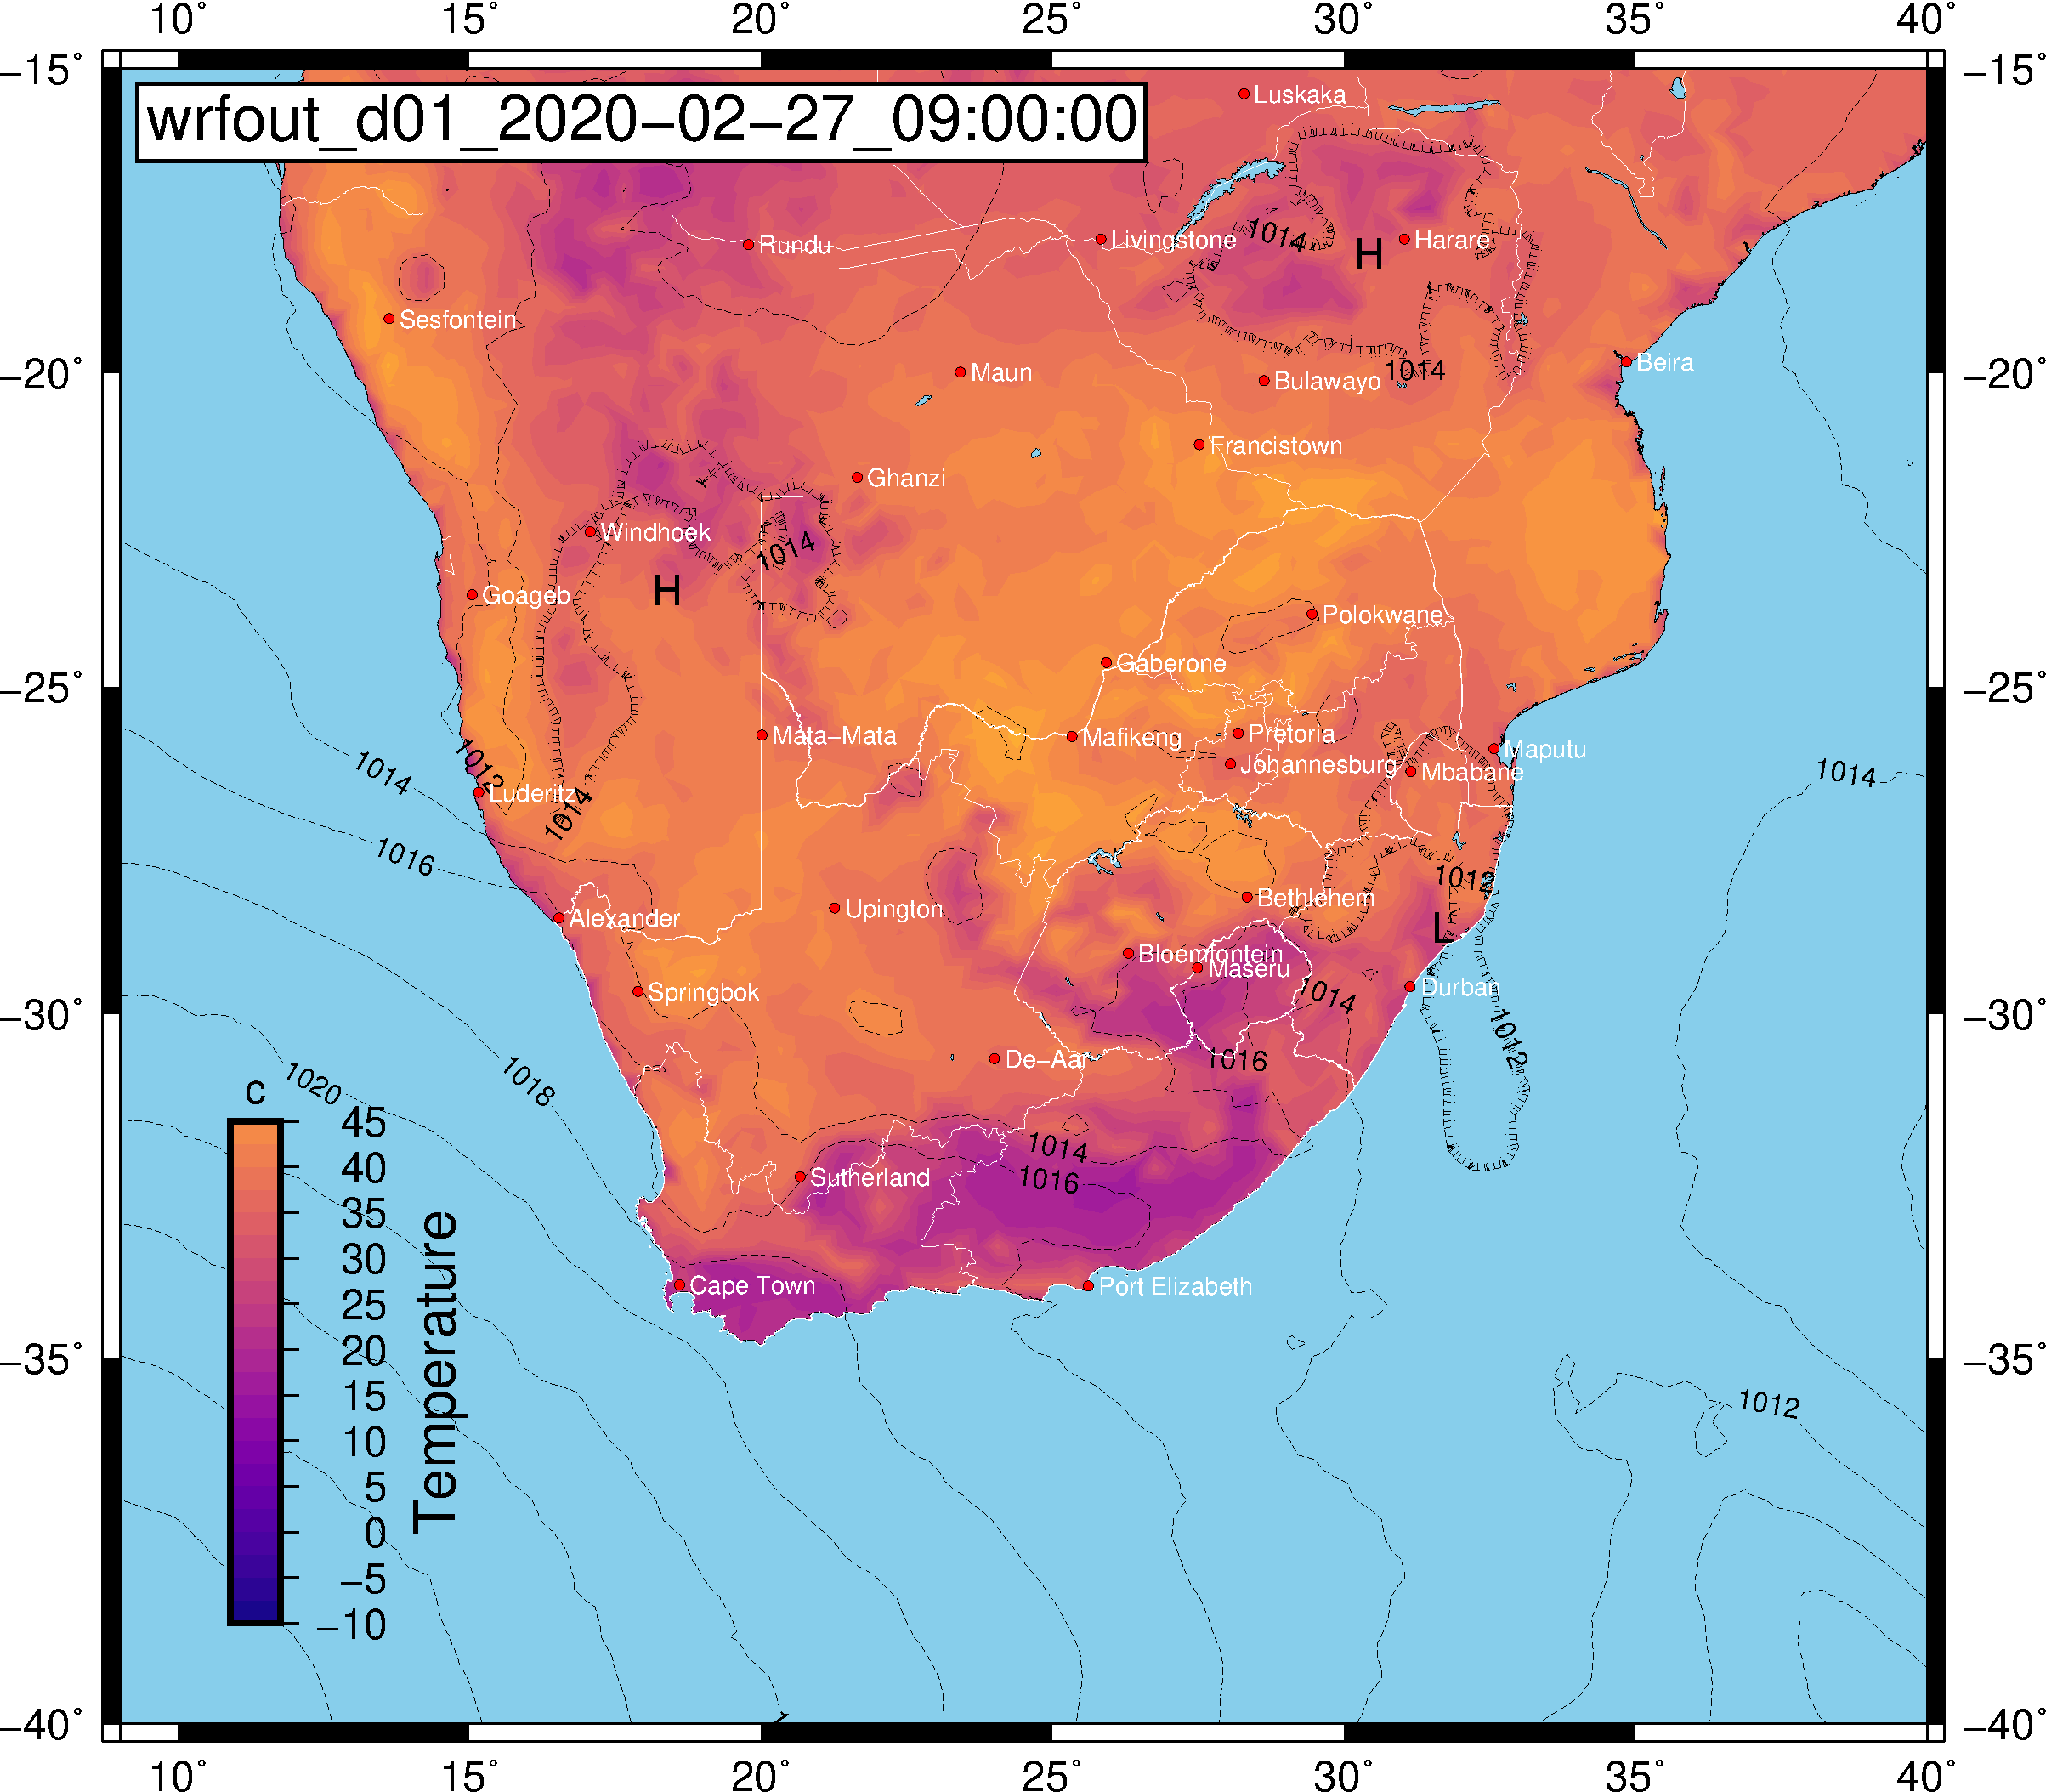 10° 15° 20° 25° 30° 35° 40°
−15° −15°
wrfout_d01_2020−02−27_09:00:00
Luskaka
Rundu
Livingstone
1014
H
Harare
Sesfontein
−20° −20°
Maun
Bulawayo
1014
Beira
Francistown
Ghanzi
Windhoek
1014
H
Goageb
Polokwane
Gaberone
−25° −25°
Mata−Mata
Mafikeng
Pretoria
Johannesburg
Mbabane
Maputu
1012
1014
Luderitz
1014
1014
1016
Alexander
Upington
Bethlehem
1012
L
Bloemfontein
Maseru
Springbok
1014
Durban
−30° −30°
1012
De−Aar
1016
1020
1018
1014
1016
Sutherland
Cape Town
Port Elizabeth
c
45
40
35
30
25
20
15
10
5
0
−5
−10
Temperature
−35° −35°
1012
1
−40° −40°
10° 15° 20° 25° 30° 35° 40°